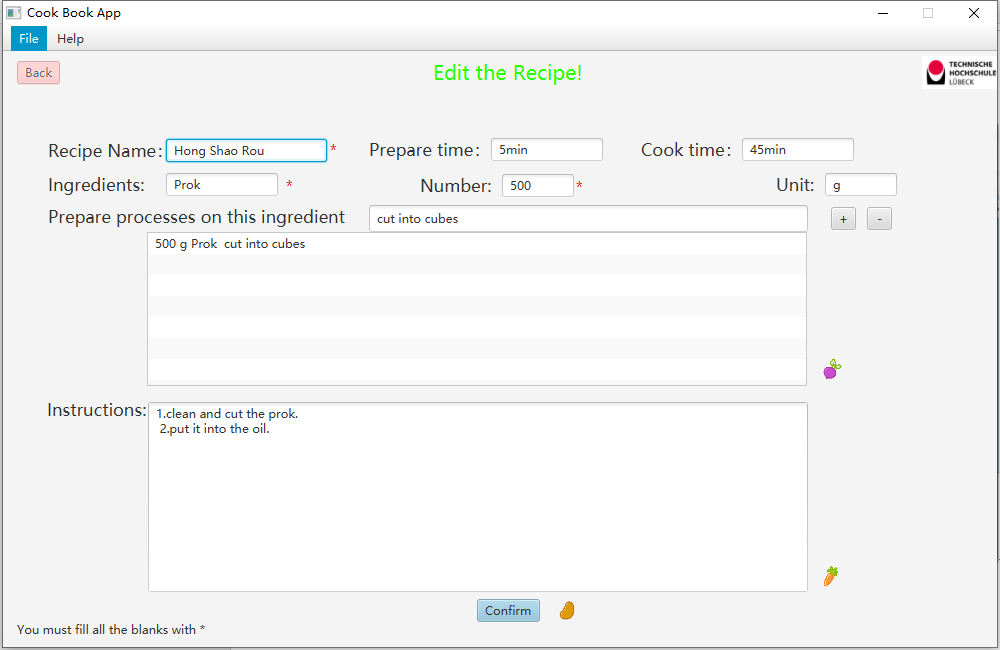 Cook Book App
File Help
Back
Edit the Recipe!
TECHNISCHE
HOCHSCHULE
LÜBECK
Recipe Name: Hong Shao Rou * Prepare time: 5min Cook time: 45min
Ingredients: Prok * Number: 500 * Unit: g
Prepare processes on this ingredient cut into cubes + -
500 g Prok  cut into cubes
Instructions:
1.clean and cut the prok.
2.put it into the oil.
Confirm
You must fill all the blanks with *